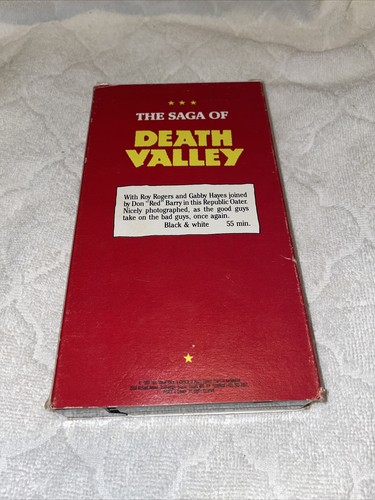 THE SAGA OF
DEATH
VALLEY
With Roy Rogers and Gabby Hayes joined
by Don "Red" Barry in this Republic Oater.
Nicely photographed, as the good guys
take on the bad guys, once again.
Black & white 55 min.